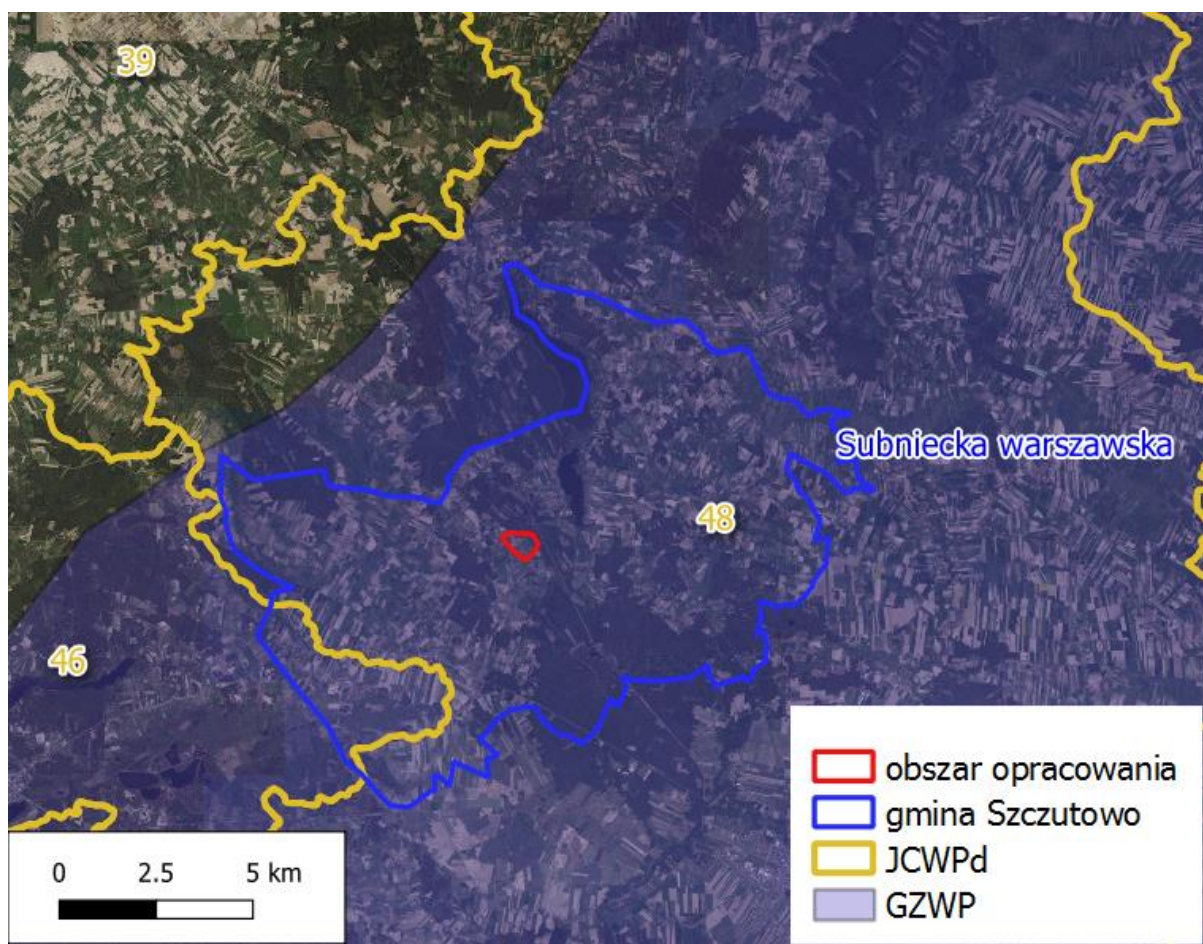 39
Subniecka warszawska
48
46
obszar opracowania
gmina Szczutowo
JCWPd
GZWP
0 2.5 5 km